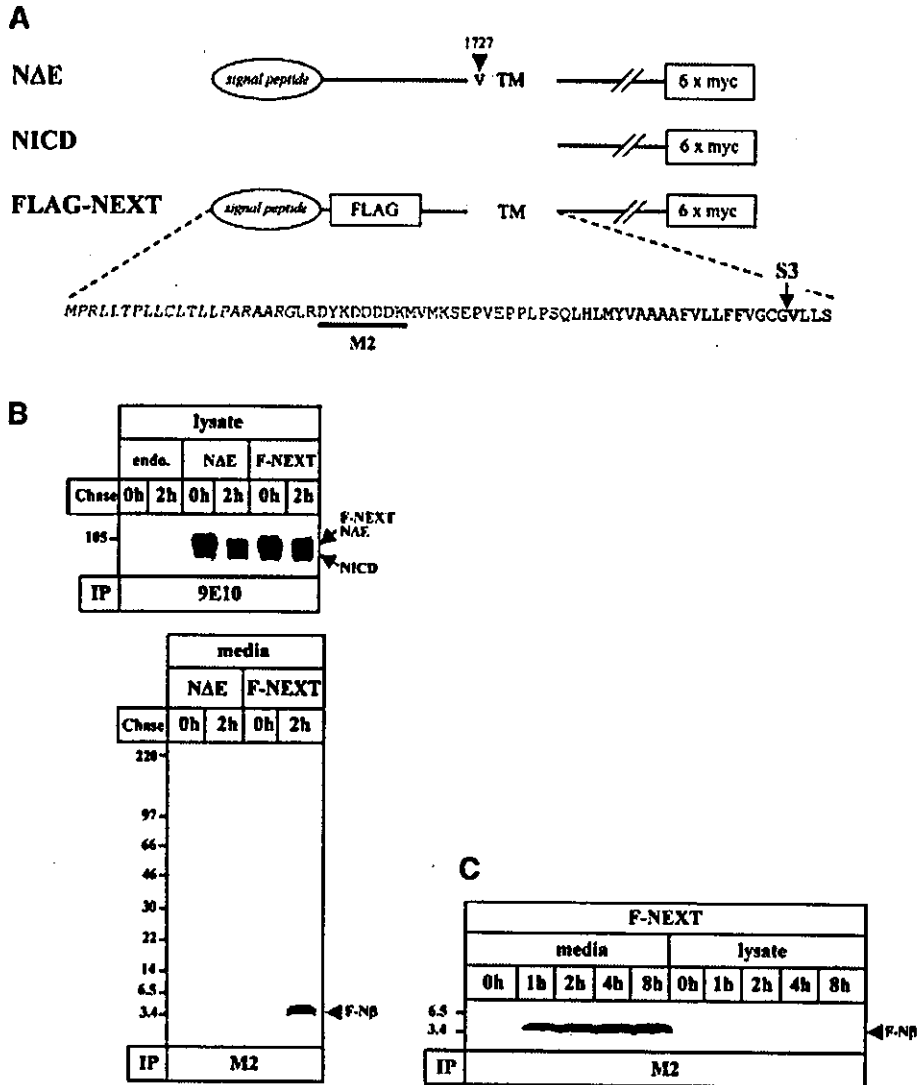 A
1727
NΔE
signal peptide
V TM
6 x myc
NICD
6 x myc
FLAG-NEXT
signal peptide
FLAG
TM
6 x myc
S3
MPRLLTPLLCLTLLPARAARGLRDYKDDDDKMVMKSEPVEPPLPSQLHLMYVAAAAFVLLFFVGCGVLLS
M2
B
lysate
endo. NΔE F-NEXT
Chase 0h 2h 0h 2h 0h 2h
F-NEXT
105
NΔE
NICD
IP 9E10
media
NΔE F-NEXT
Chase 0h 2h 0h 2h
220
97
66
46
30
22
14
6.5
3.4
F-Nβ
IP M2
C
F-NEXT
media lysate
0h 1h 2h 4h 8h 0h 1h 2h 4h 8h
6.5
3.4
F-Nβ
IP M2